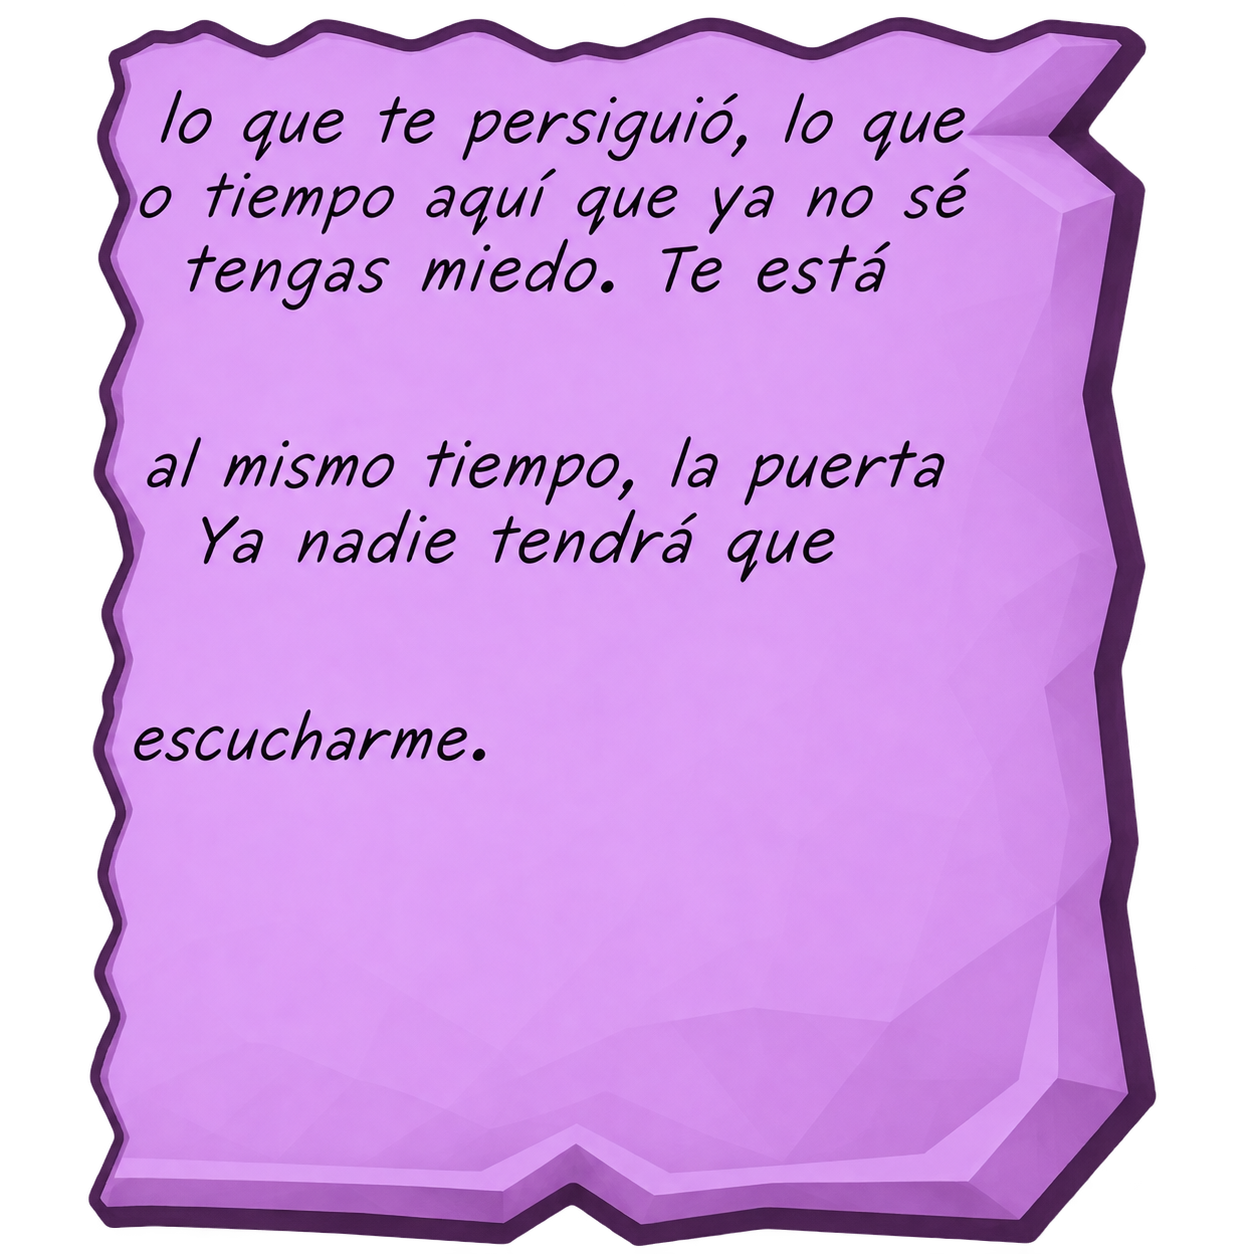 lo que te persiguió, lo que
o tiempo aquí que ya no sé
tengas miedo. Te está
al mismo tiempo, la puerta
Ya nadie tendrá que
escucharme.